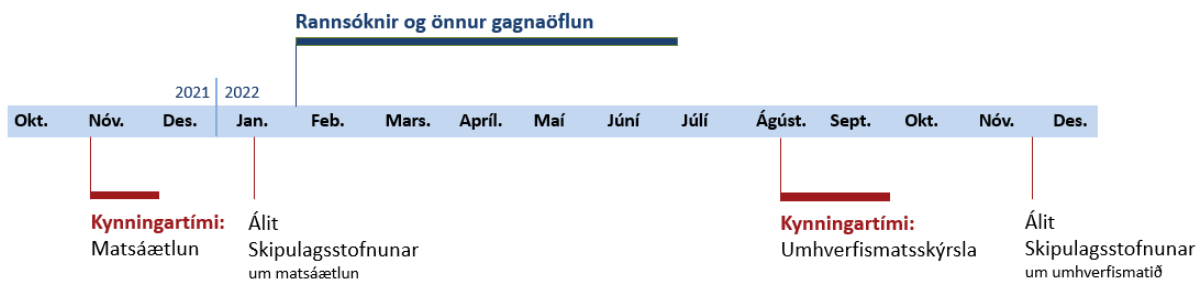 Rannsóknir og önnur gagnaöflun
2021 2022
Okt. Nóv. Des. Jan. Feb. Mars. Apríl. Maí Júní Júlí Ágúst. Sept. Okt. Nóv. Des.
Kynningartími:
Matsáætlun
Álit
Skipulagsstofnunar
um matsáætlun
Kynningartími:
Umhverfismatsskýrsla
Álit
Skipulagsstofnunar
um umhverfismatið